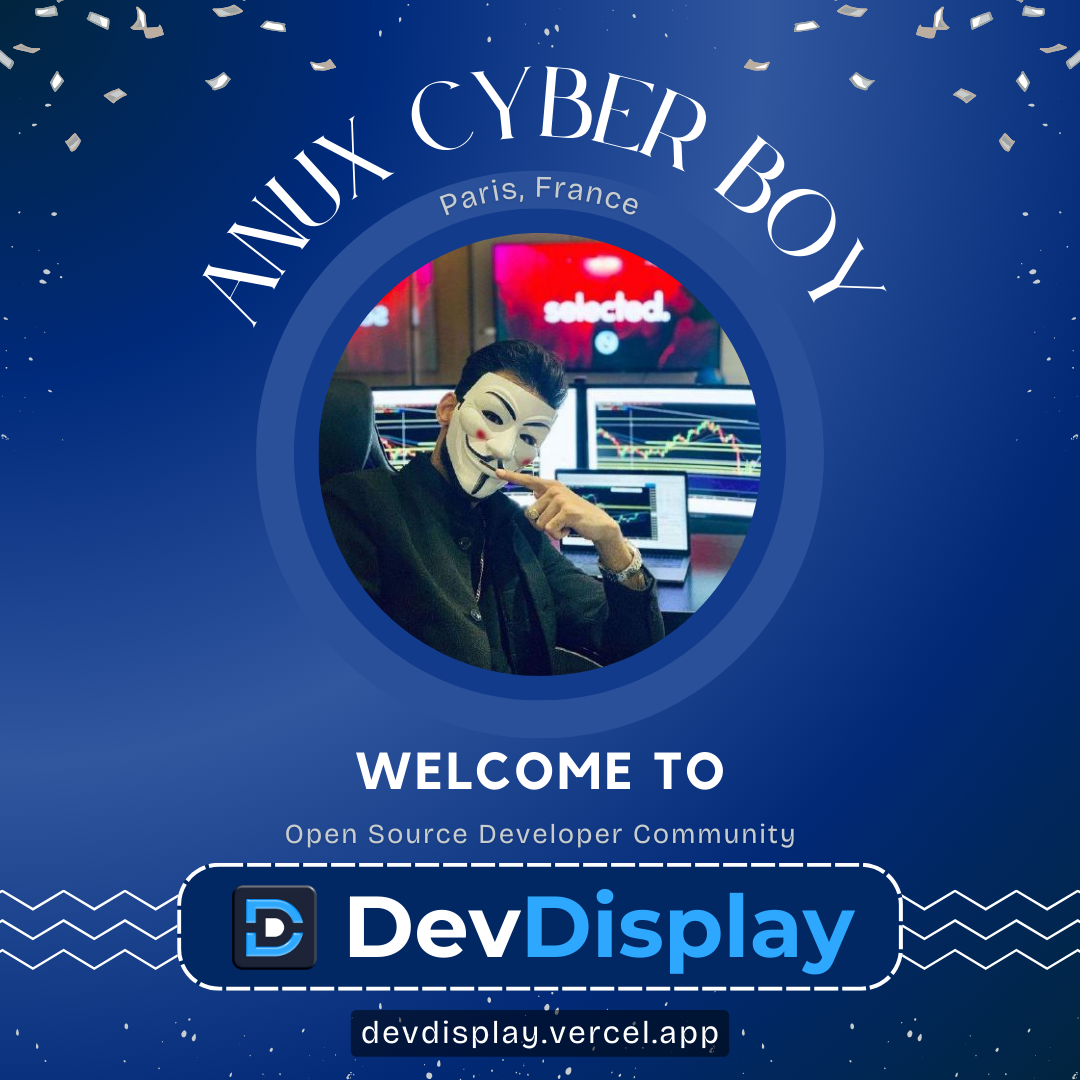 ANUX CYBER BOY
Paris, France
selected.
WELCOME TO
Open Source Developer Community
DevDisplay
devdisplay.vercel.app